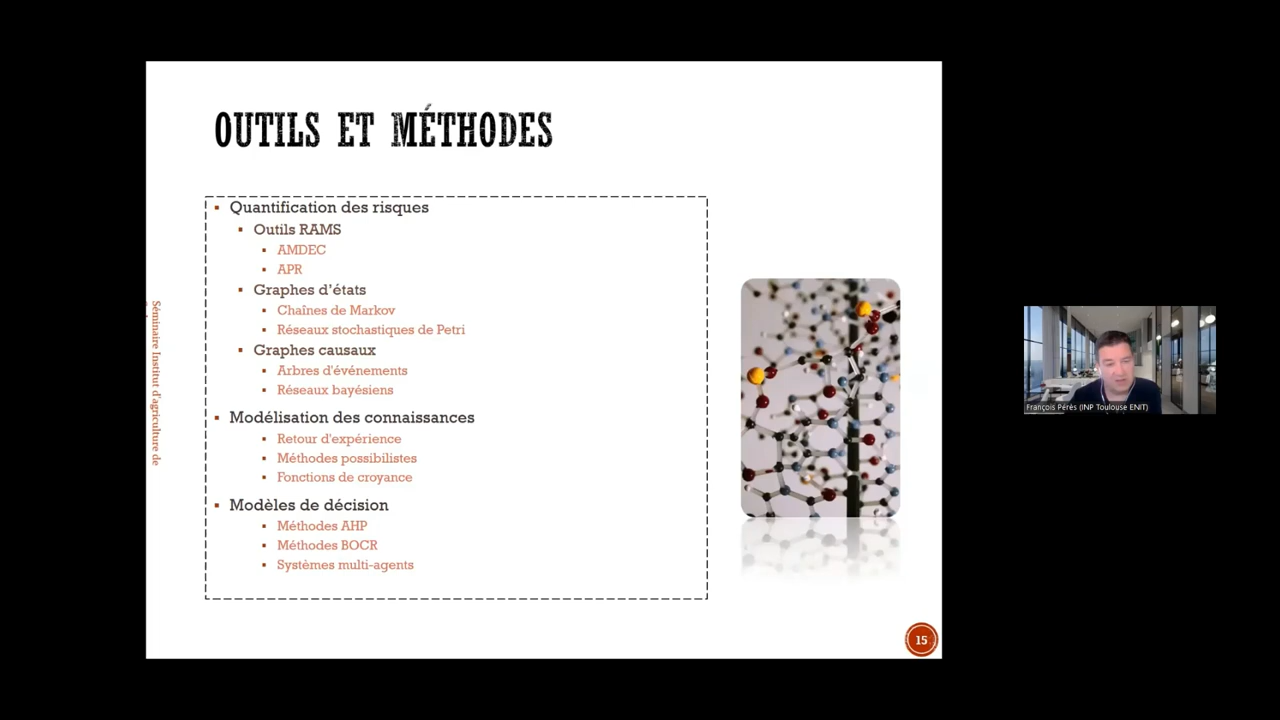 OUTILS ET MÉTHODES
Quantification des risques
Outils RAMS
AMDEC
APR
Graphes d'états
Chaînes de Markov
Réseaux stochastiques de Petri
Graphes causaux
Arbres d'événements
Réseaux bayésiens
Modélisation des connaissances
Retour d'expérience
Méthodes possibilistes
Fonctions de croyance
Modèles de décision
Méthodes AHP
Méthodes BOCR
Systèmes multi-agents
Séminaire Institut d'agriculture de
15
François Pérès (INP Toulouse ENIT)